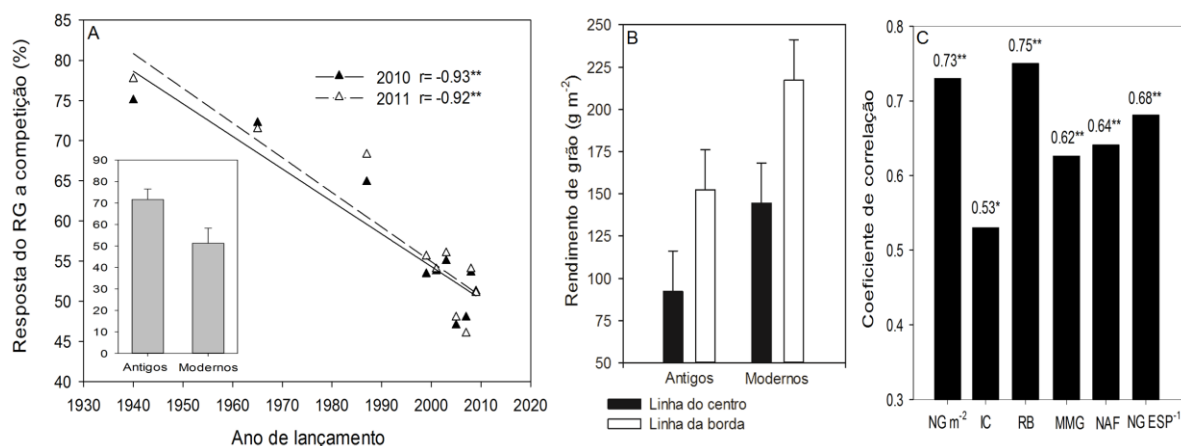 A
Resposta do RG a competição (%)
85
80
75
70
65
60
55
50
45
40
2010 r= -0.93**
2011 r= -0.92**
90
80
70
60
50
40
30
20
10
0
Antigos Modernos
1930 1940 1950 1960 1970 1980 1990 2000 2010 2020
Ano de lançamento
B
Rendimento de grão (g m⁻²)
250
225
200
175
150
125
100
75
50
Antigos Modernos
Linha do centro
Linha da borda
C
Coeficiente de correlação
0.8
0.7
0.6
0.5
0.4
0.3
0.73**
0.53*
0.75**
0.62**
0.64**
0.68**
NG m⁻² IC RB MMG NAF NG ESP⁻¹